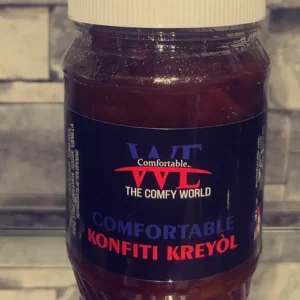 WE
Comfortable
THE COMFY WORLD
COMFORTABLE
KONFITI KREYÒL